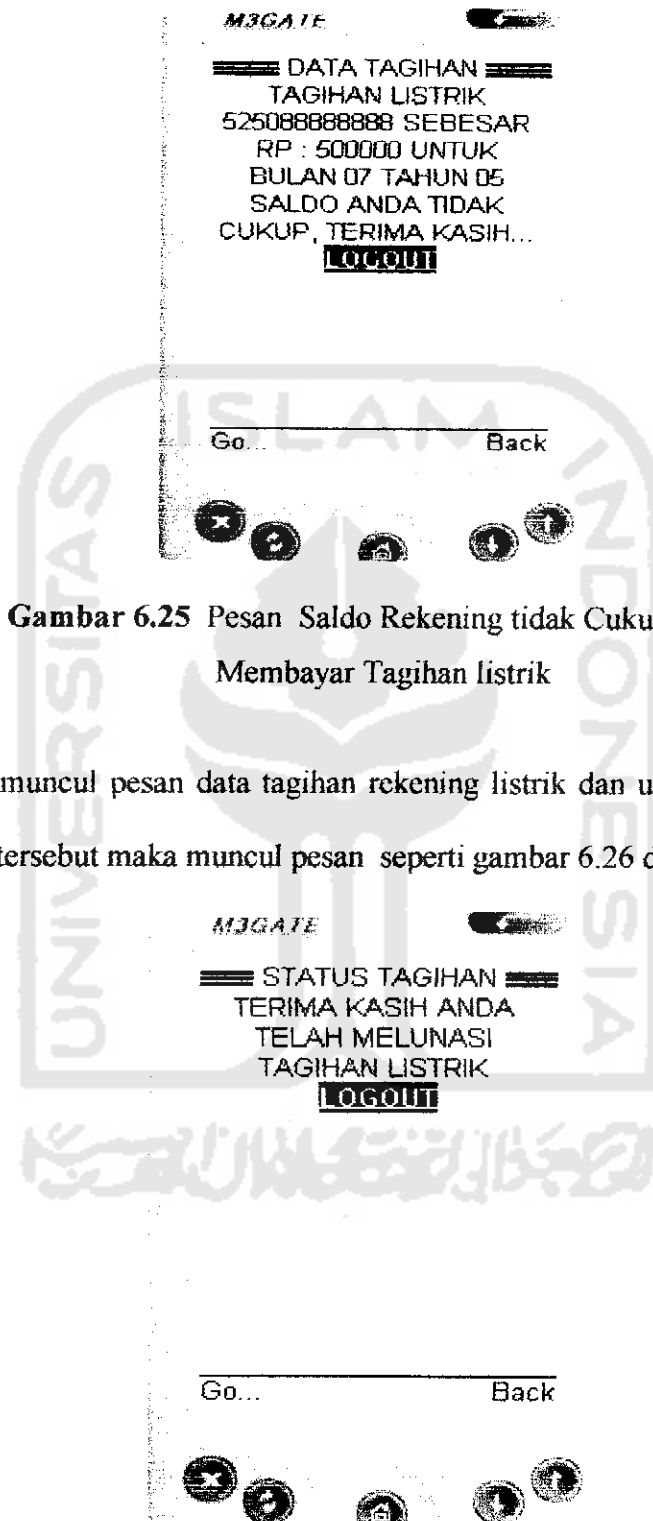 M3GATE
DATA TAGIHAN
TAGIHAN LISTRIK
525088888888 SEBESAR
RP : 500000 UNTUK
BULAN 07 TAHUN 05
SALDO ANDA TIDAK
CUKUP, TERIMA KASIH...
LOGOUT
Go... Back
Gambar 6.25 Pesan Saldo Rekening tidak Cuku
Membayar Tagihan listrik
muncul pesan data tagihan rekening listrik dan u
tersebut maka muncul pesan seperti gambar 6.26 d
M3GATE
STATUS TAGIHAN
TERIMA KASIH ANDA
TELAH MELUNASI
TAGIHAN LISTRIK
LOGOUT
Go... Back
UNIVERSITAS
ISLAM
INDONESIA